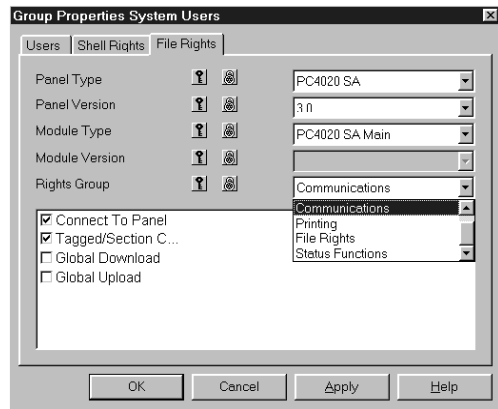 Group Properties System Users
Users Shell Rights File Rights
Panel Type PC4020 SA
Panel Version 3.0
Module Type PC4020 SA Main
Module Version
Rights Group Communications
Communications
Printing
File Rights
Status Functions
Connect To Panel
Tagged/Section C...
Global Download
Global Upload
OK Cancel Apply Help